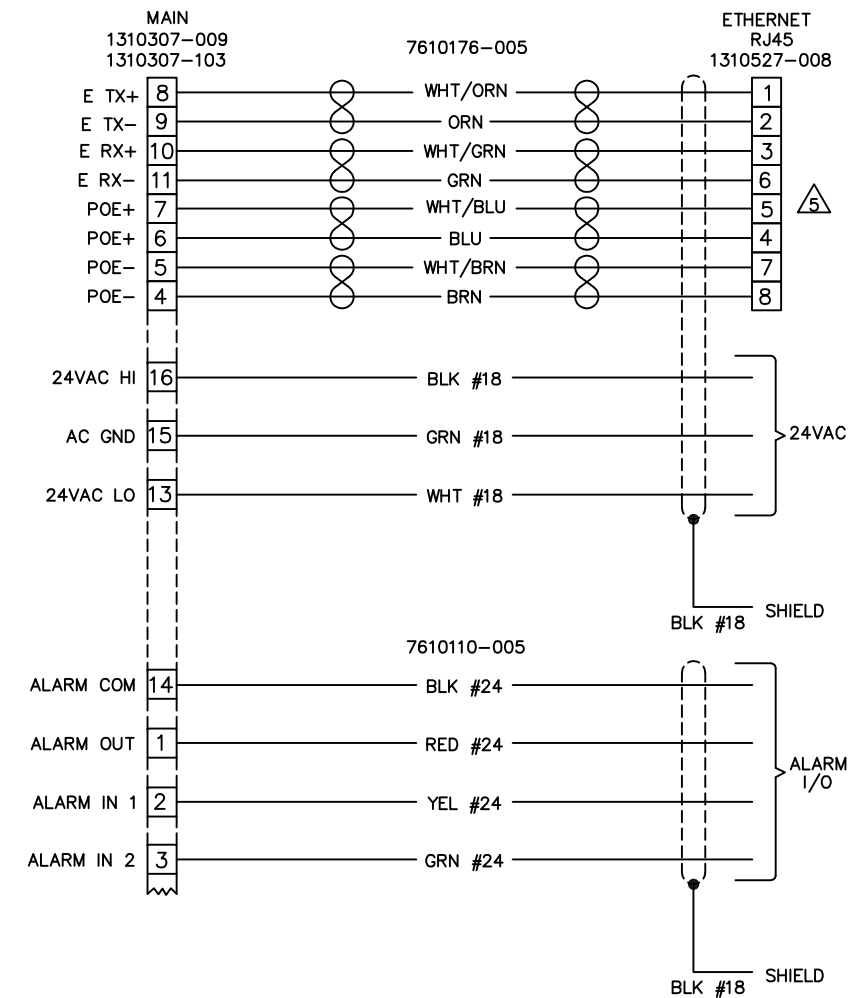 MAIN
1310307-009
1310307-103
7610176-005
ETHERNET
RJ45
1310527-008
E TX+ 8 WHT/ORN 1
E TX- 9 ORN 2
E RX+ 10 WHT/GRN 3
E RX- 11 GRN 6
POE+ 7 WHT/BLU 5
5
POE+ 6 BLU 4
POE- 5 WHT/BRN 7
POE- 4 BRN 8
24VAC HI 16 BLK #18
AC GND 15 GRN #18 24VAC
24VAC LO 13 WHT #18
SHIELD
BLK #18
7610110-005
ALARM COM 14 BLK #24
ALARM OUT 1 RED #24
ALARM
I/O
ALARM IN 1 2 YEL #24
ALARM IN 2 3 GRN #24
SHIELD
BLK #18